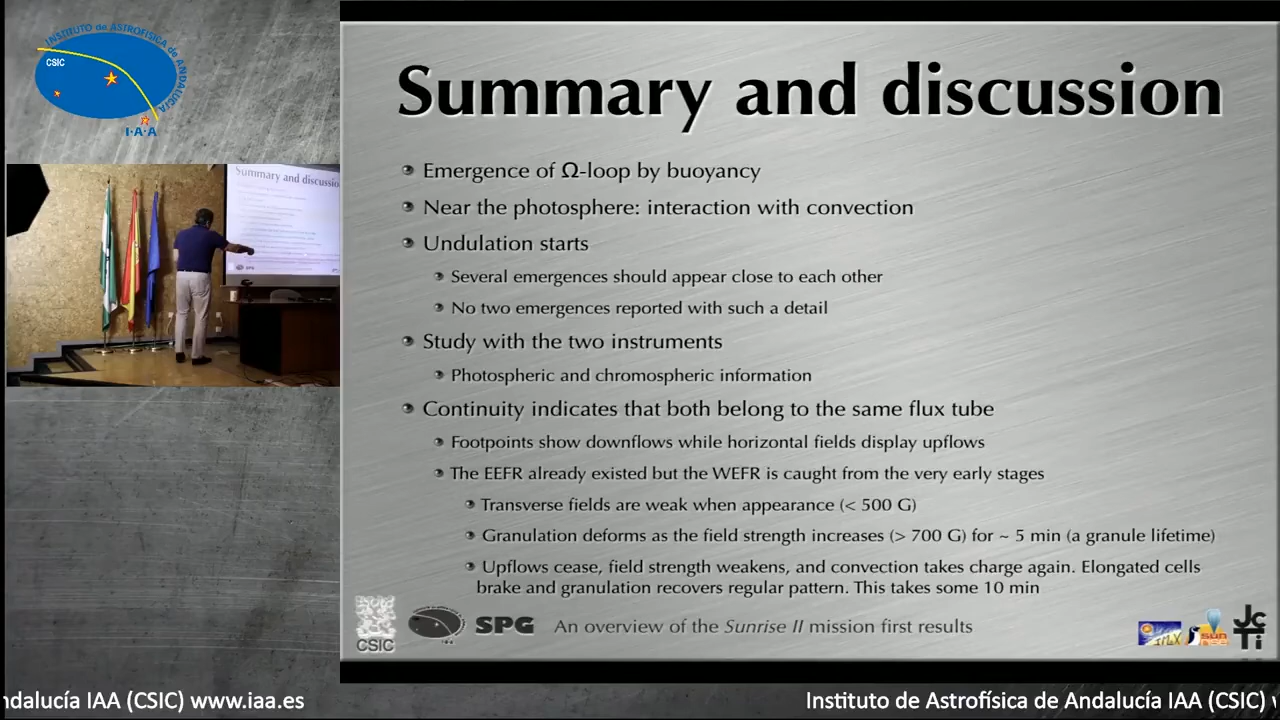 INSTITUTO de ASTROFÍSICA de ANDALUCÍA
CSIC
I·A·A
Summary and discussion
SPG
Summary and discussion
Emergence of Ω-loop by buoyancy
Near the photosphere: interaction with convection
Undulation starts
Several emergences should appear close to each other
No two emergences reported with such a detail
Study with the two instruments
Photospheric and chromospheric information
Continuity indicates that both belong to the same flux tube
Footpoints show downflows while horizontal fields display upflows
The EEFR already existed but the WEFR is caught from the very early stages
Transverse fields are weak when appearance (< 500 G)
Granulation deforms as the field strength increases (> 700 G) for ~ 5 min (a granule lifetime)
Upflows cease, field strength weakens, and convection takes charge again. Elongated cells
brake and granulation recovers regular pattern. This takes some 10 min
CSIC
SPG
An overview of the Sunrise II mission first results
ndalucía IAA (CSIC) www.iaa.es
Instituto de Astrofísica de Andalucía IAA (CSIC)